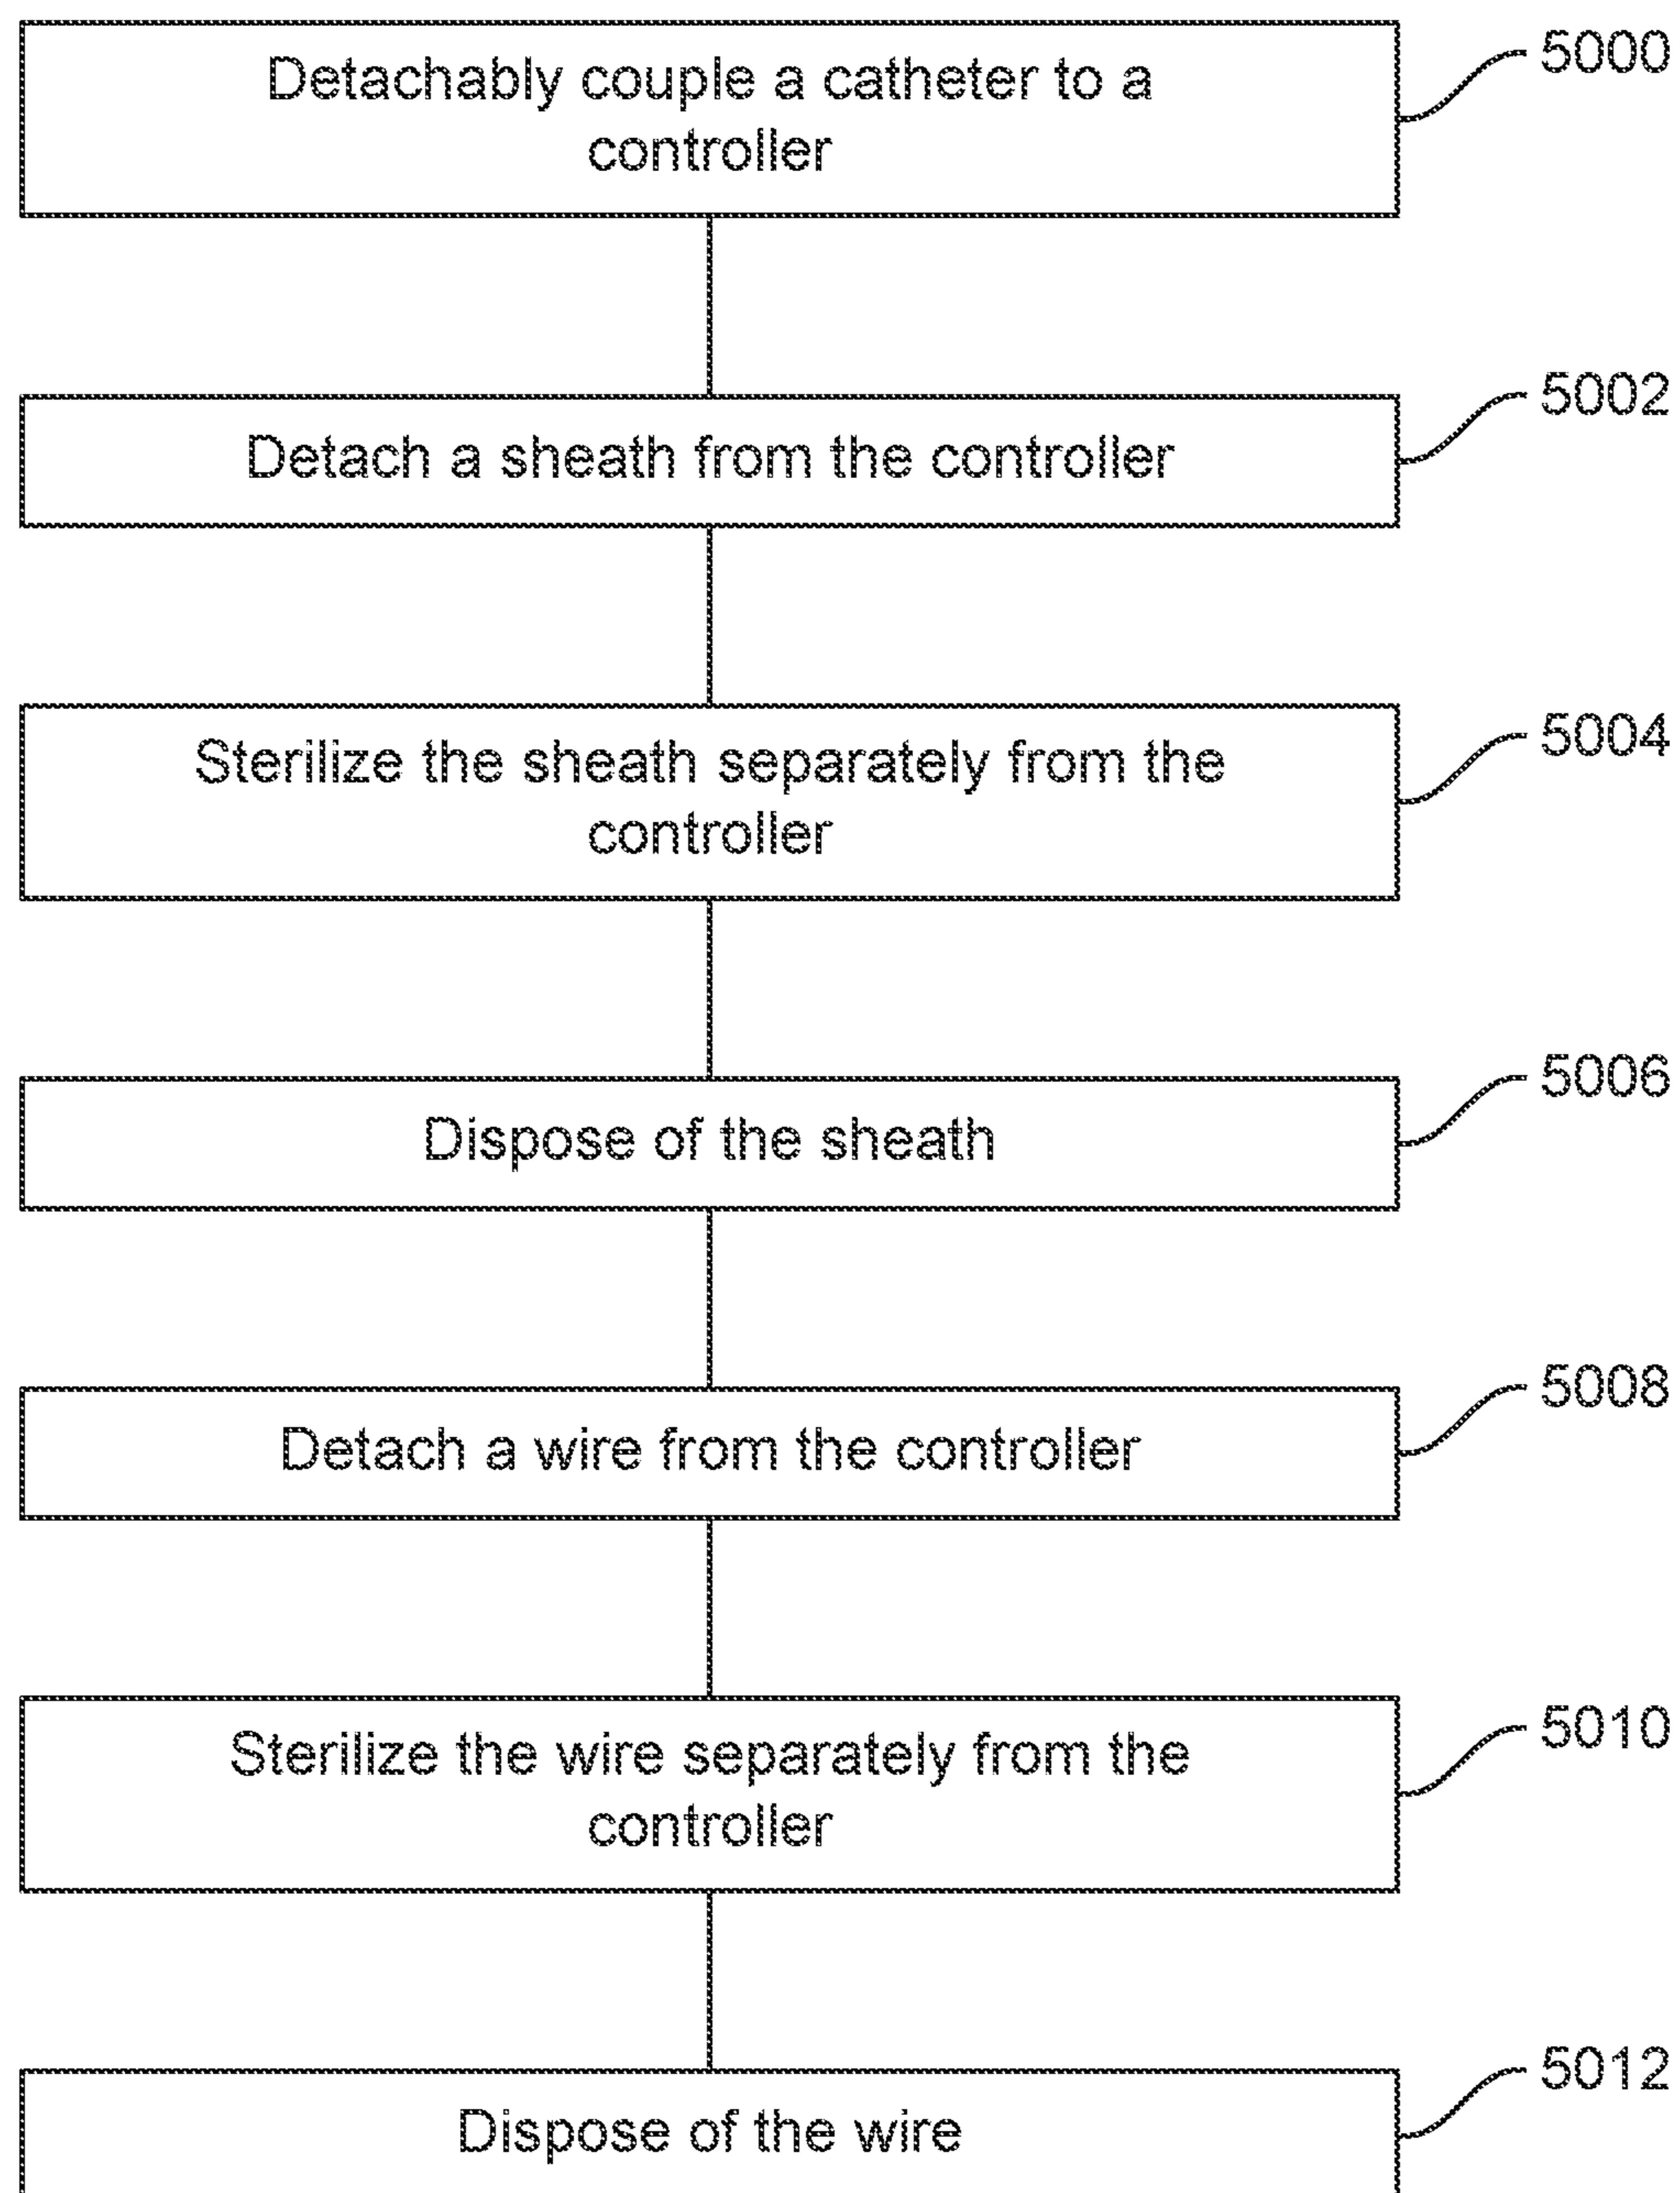 Detachably couple a catheter to a
controller
5000
Detach a sheath from the controller
5002
Sterilize the sheath separately from the
controller
5004
Dispose of the sheath
5006
Detach a wire from the controller
5008
Sterilize the wire separately from the
controller
5010
Dispose of the wire
5012